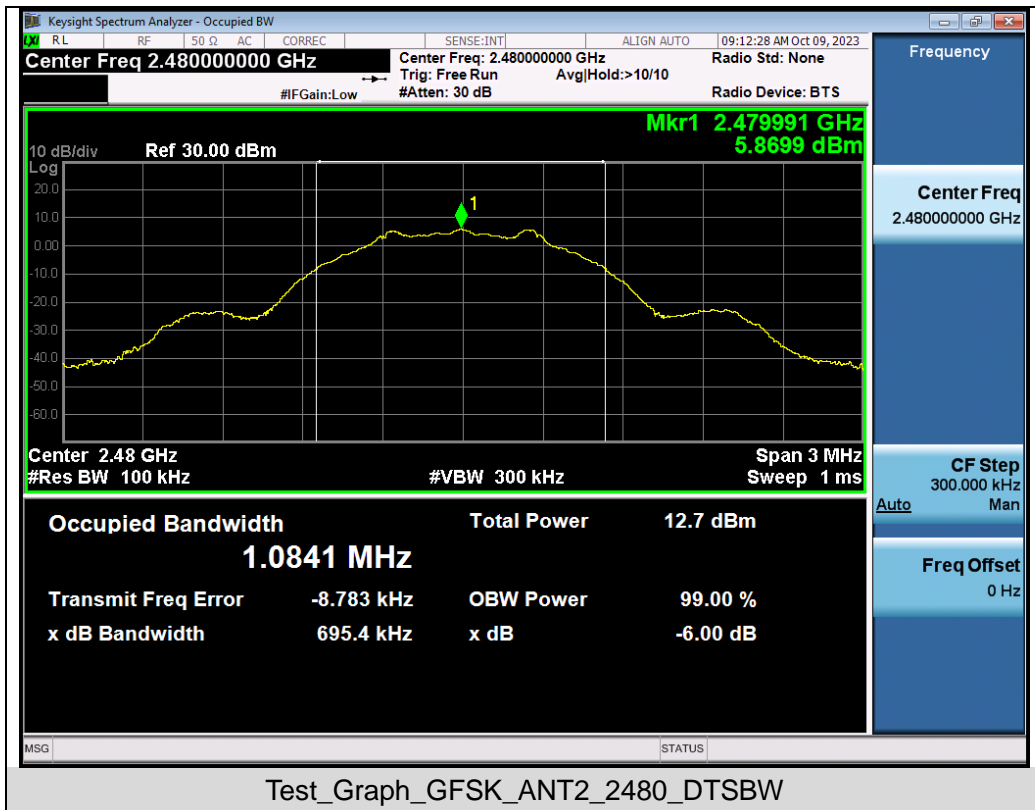 Keysight Spectrum Analyzer - Occupied BW
LXI RL RF 50 Ω AC CORREC SENSE:INT ALIGN AUTO 09:12:28 AM Oct 09, 2023
Center Freq 2.480000000 GHz
Center Freq: 2.480000000 GHz
Radio Std: None
Trig: Free Run Avg|Hold:>10/10
#IFGain:Low
#Atten: 30 dB
Radio Device: BTS
Mkr1 2.479991 GHz
5.8699 dBm
10 dB/div Ref 30.00 dBm
Log
20.0
10.0
0.00
-10.0
-20.0
-30.0
-40.0
-50.0
-60.0
1
Center 2.48 GHz
Span 3 MHz
#Res BW 100 kHz
#VBW 300 kHz
Sweep 1 ms
Occupied Bandwidth
Total Power 12.7 dBm
1.0841 MHz
Transmit Freq Error -8.783 kHz
OBW Power 99.00 %
x dB Bandwidth 695.4 kHz
x dB -6.00 dB
Frequency
Center Freq
2.480000000 GHz
CF Step
300.000 kHz
Auto Man
Freq Offset
0 Hz
MSG
STATUS
Test_Graph_GFSK_ANT2_2480_DTSBW